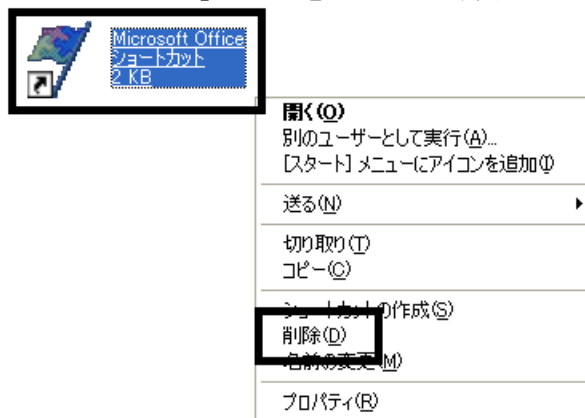 Microsoft Office
ショートカット
2 KB
開く(O)
別のユーザーとして実行(A)...
[スタート] メニューにアイコンを追加(I)
送る(N)
切り取り(T)
コピー(C)
ショートカットの作成(S)
削除(D)
名前の変更(M)
プロパティ(R)